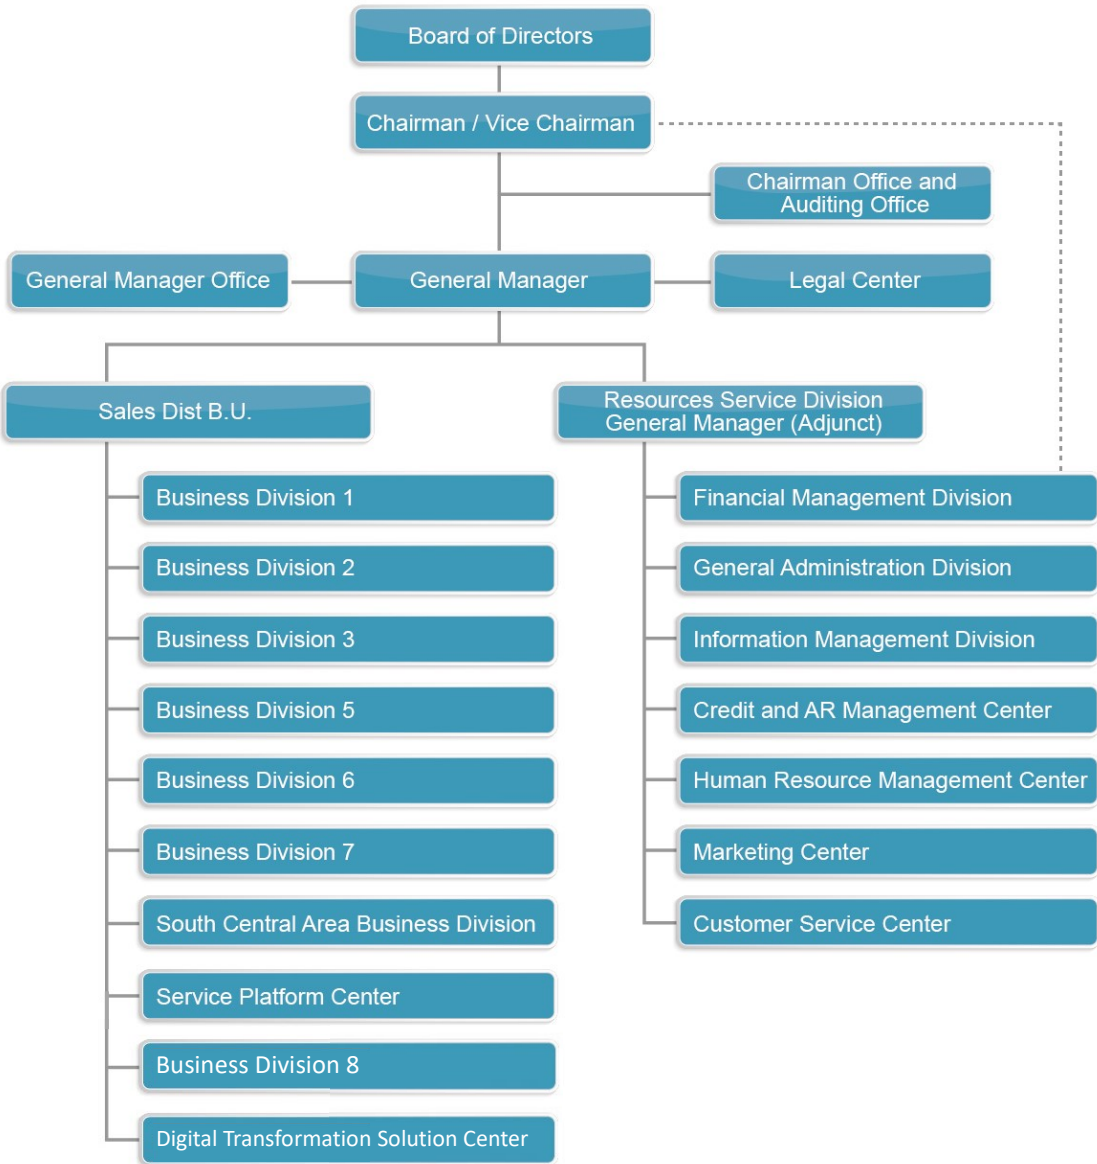 Board of Directors
Chairman / Vice Chairman
Chairman Office and
Auditing Office
General Manager Office
General Manager
Legal Center
Sales Dist B.U.
Resources Service Division
General Manager (Adjunct)
Business Division 1
Business Division 2
Business Division 3
Business Division 5
Business Division 6
Business Division 7
South Central Area Business Division
Service Platform Center
Business Division 8
Digital Transformation Solution Center
Financial Management Division
General Administration Division
Information Management Division
Credit and AR Management Center
Human Resource Management Center
Marketing Center
Customer Service Center